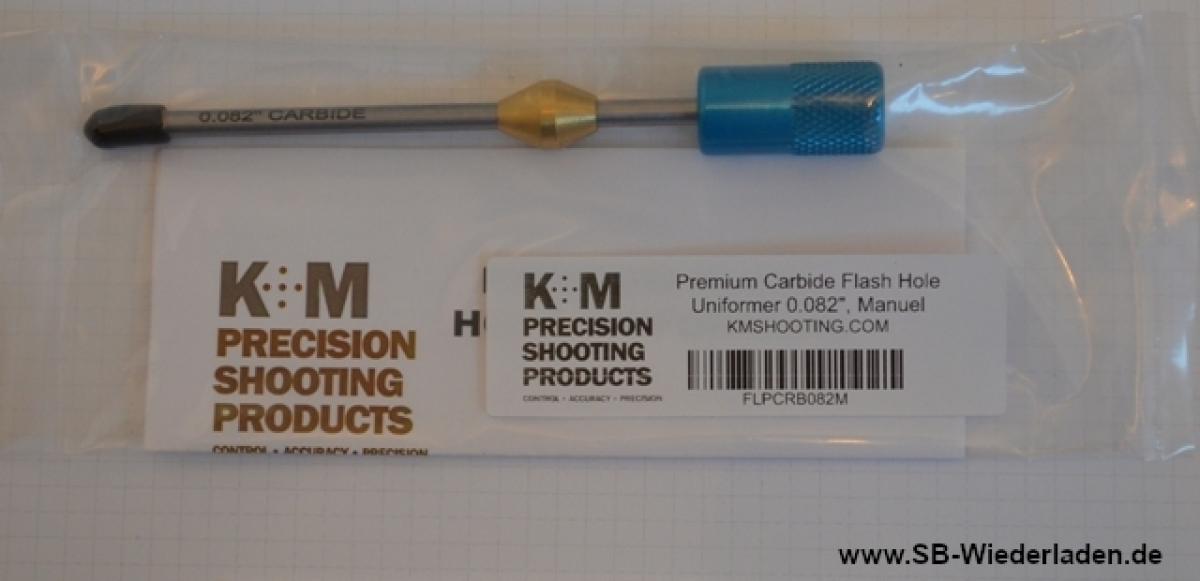 0.082" CARBIDE
K M
PRECISION
SHOOTING
PRODUCTS
CONTROL • ACCURACY • PRECISION
K M
PRECISION
SHOOTING
PRODUCTS
CONTROL • ACCURACY • PRECISION
Premium Carbide Flash Hole
Uniformer 0.082", Manuel
KMSHOOTING.COM
FLPCRB082M
www.SB-Wiederladen.de